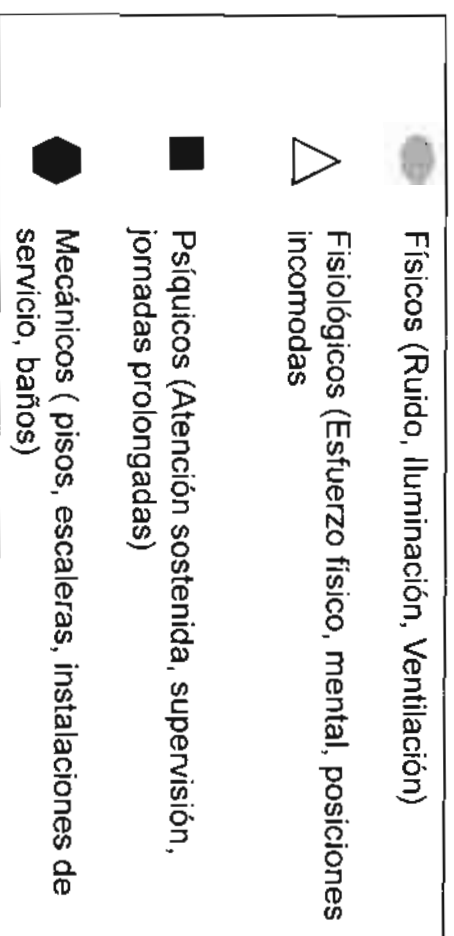 Físicos (Ruido, Iluminación, Ventilación)
Fisiológicos (Esfuerzo físico, mental, posiciones
incomodas
Psíquicos (Atención sostenida, supervisión,
jornadas prolongadas)
Mecánicos ( pisos, escaleras, instalaciones de
servicio, baños)